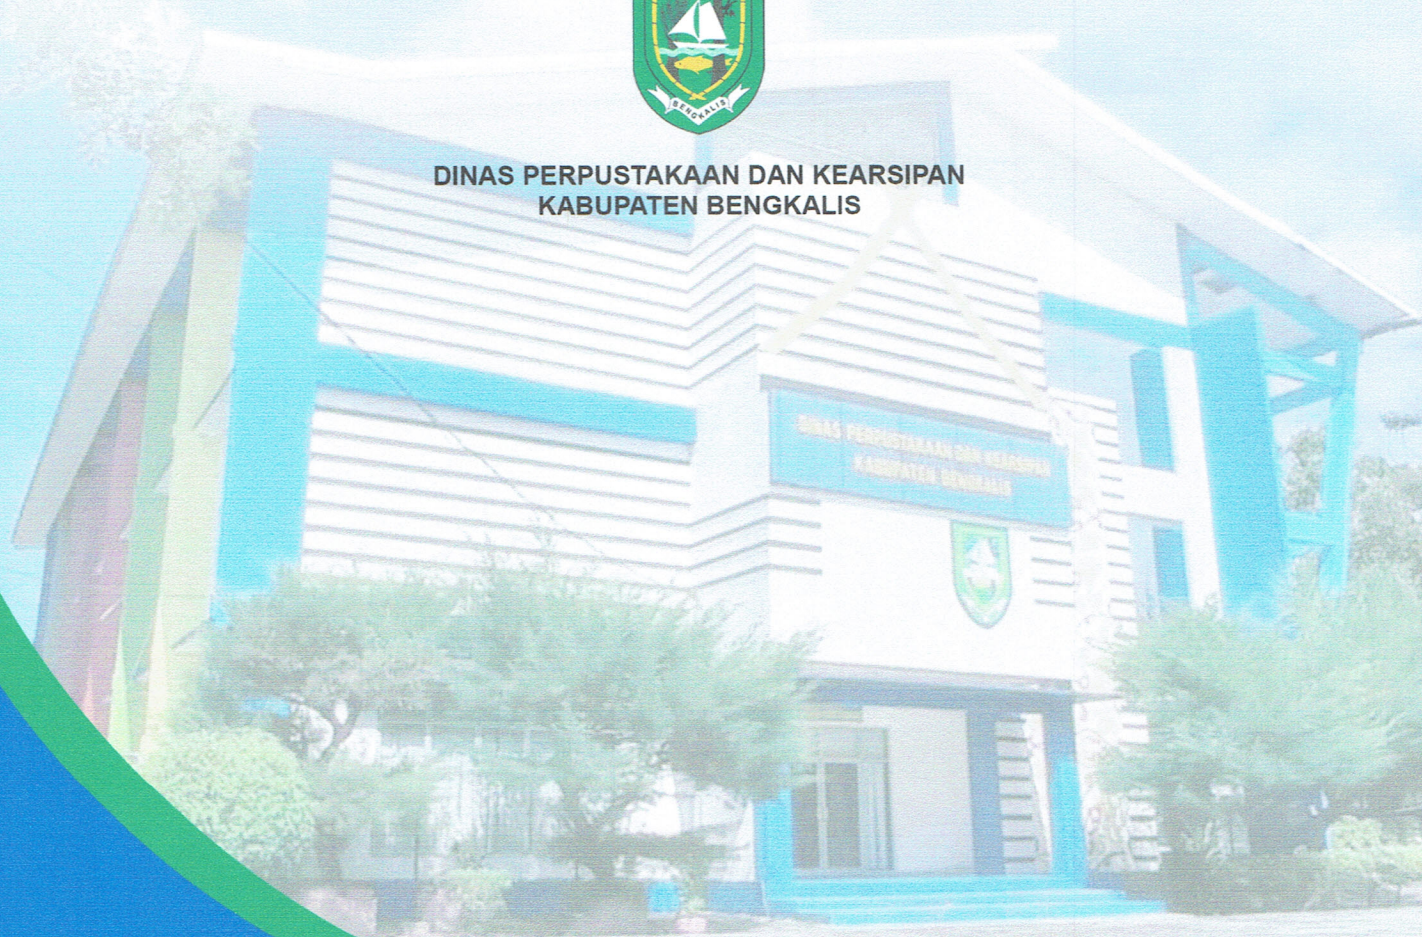 BENGKALIS
DINAS PERPUSTAKAAN DAN KEARSIPAN
KABUPATEN BENGKALIS
DINAS PERPUSTAKAAN DAN KEARSIPAN
KABUPATEN BENGKALIS